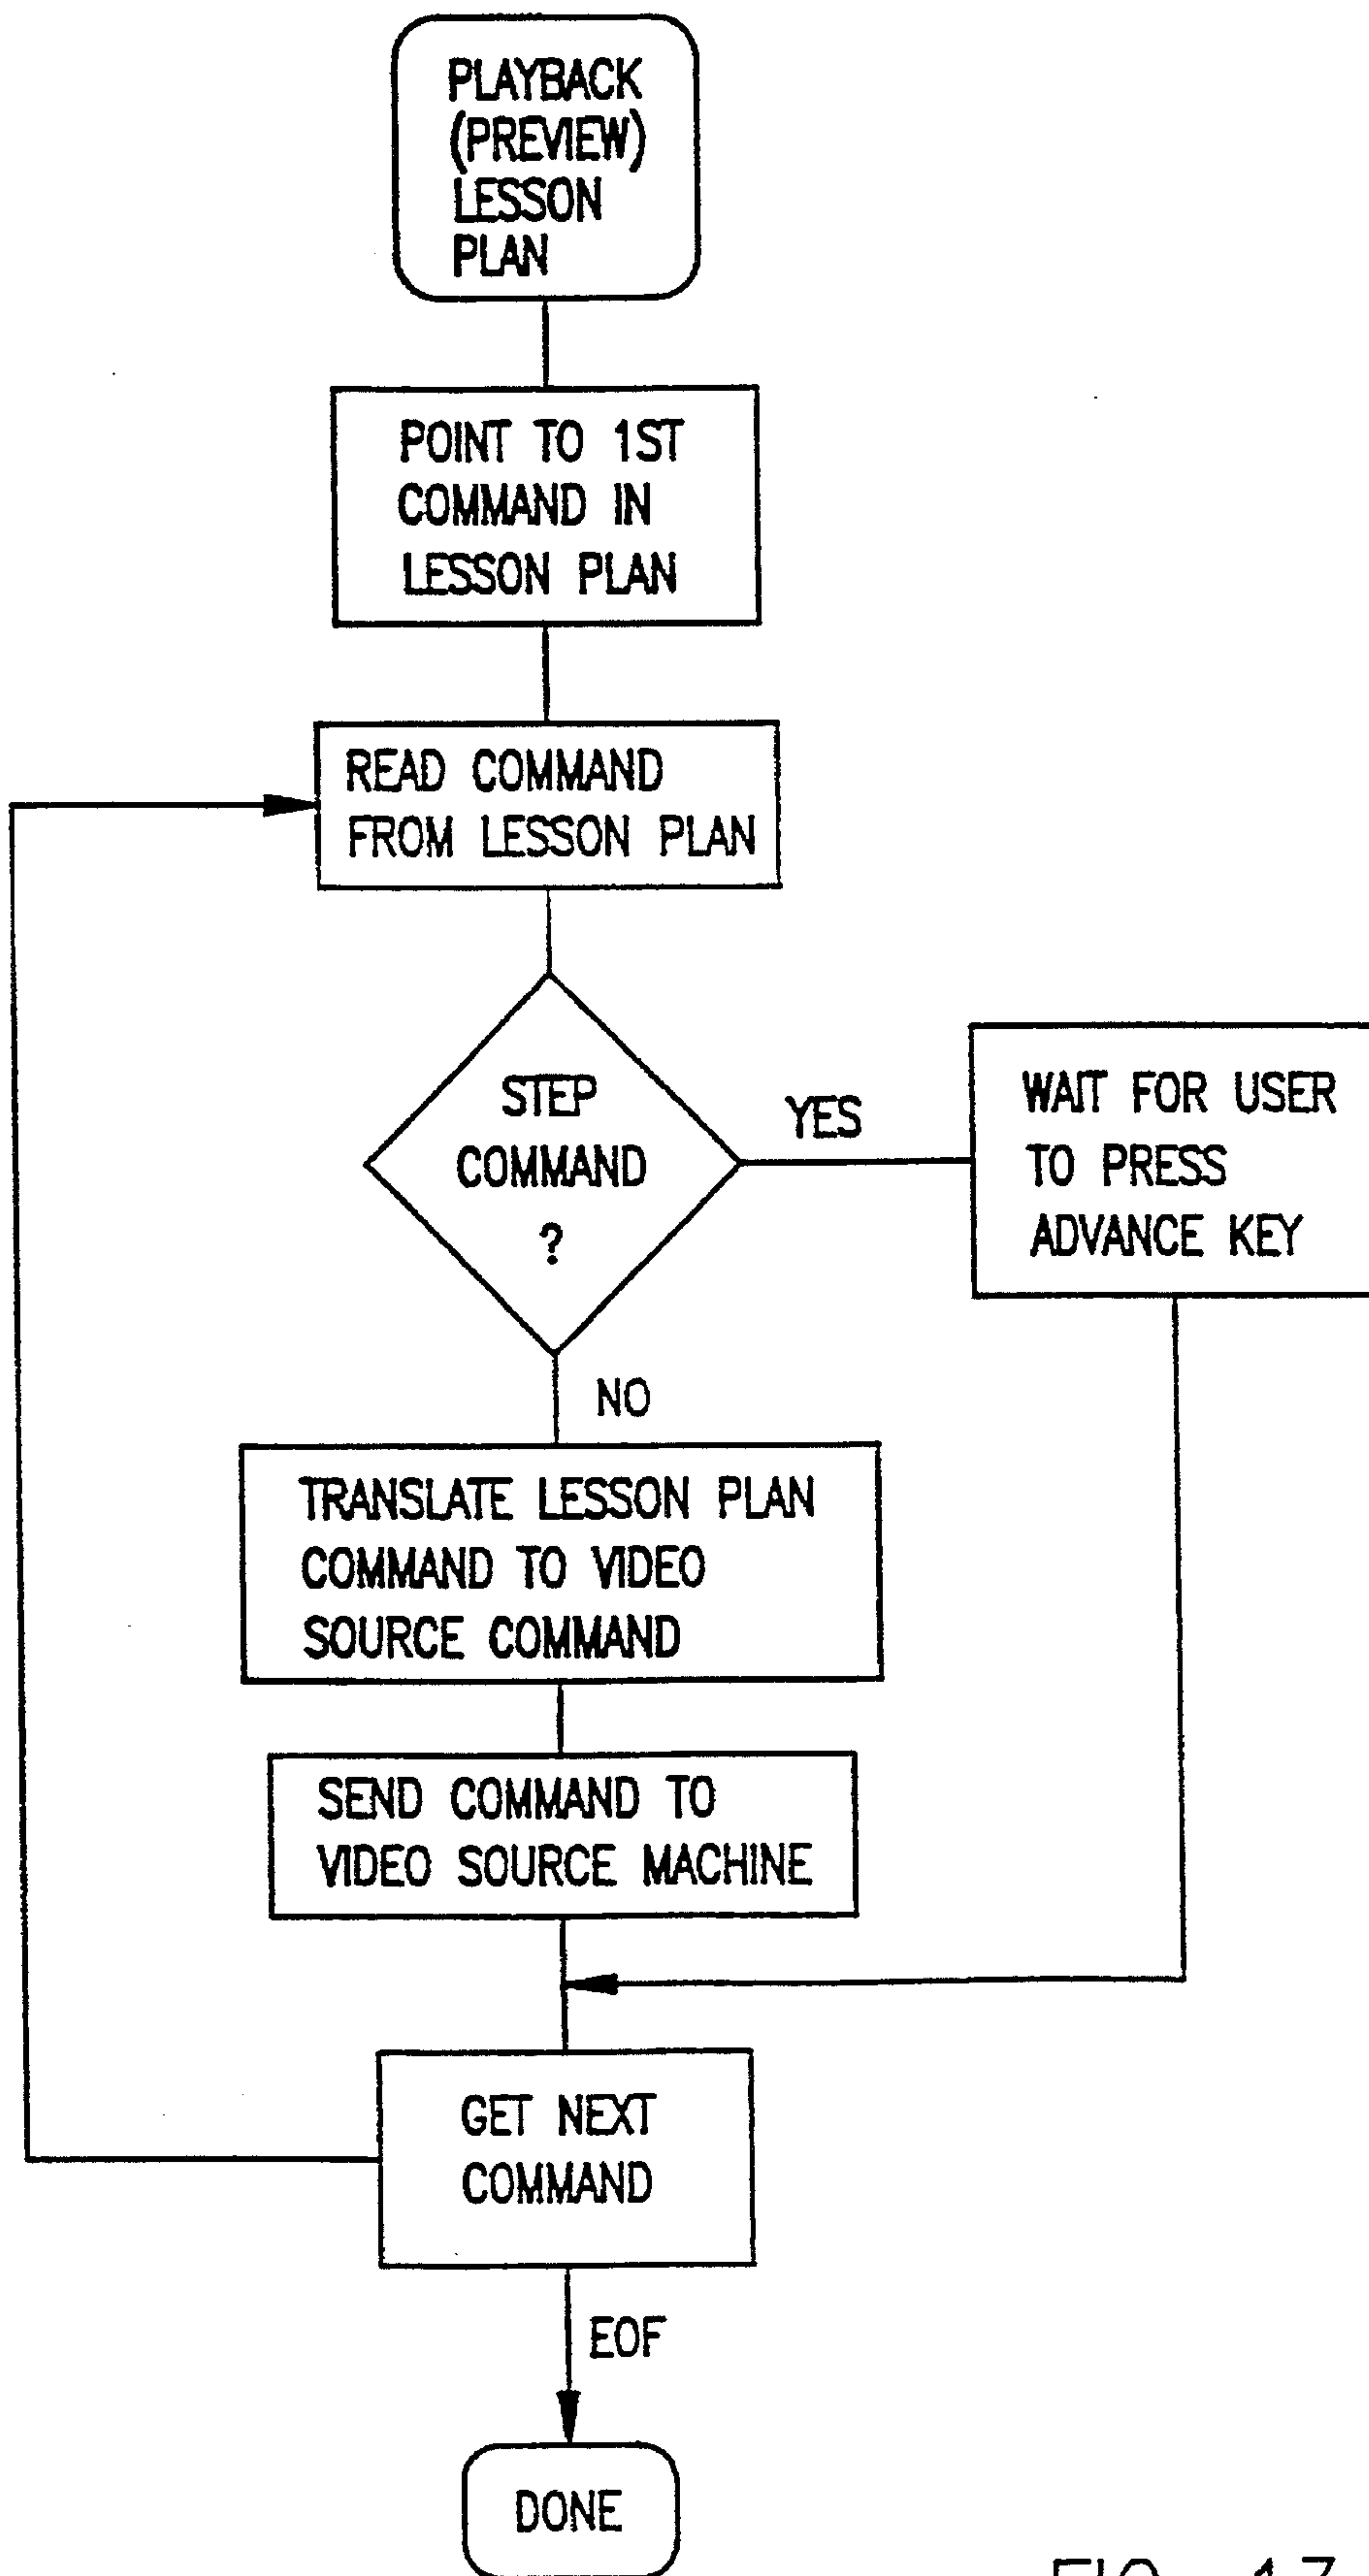 PLAYBACK
(PREVIEW)
LESSON
PLAN
POINT TO 1ST
COMMAND IN
LESSON PLAN
READ COMMAND
FROM LESSON PLAN
STEP
COMMAND
?
YES
WAIT FOR USER
TO PRESS
ADVANCE KEY
NO
TRANSLATE LESSON PLAN
COMMAND TO VIDEO
SOURCE COMMAND
SEND COMMAND TO
VIDEO SOURCE MACHINE
GET NEXT
COMMAND
EOF
DONE